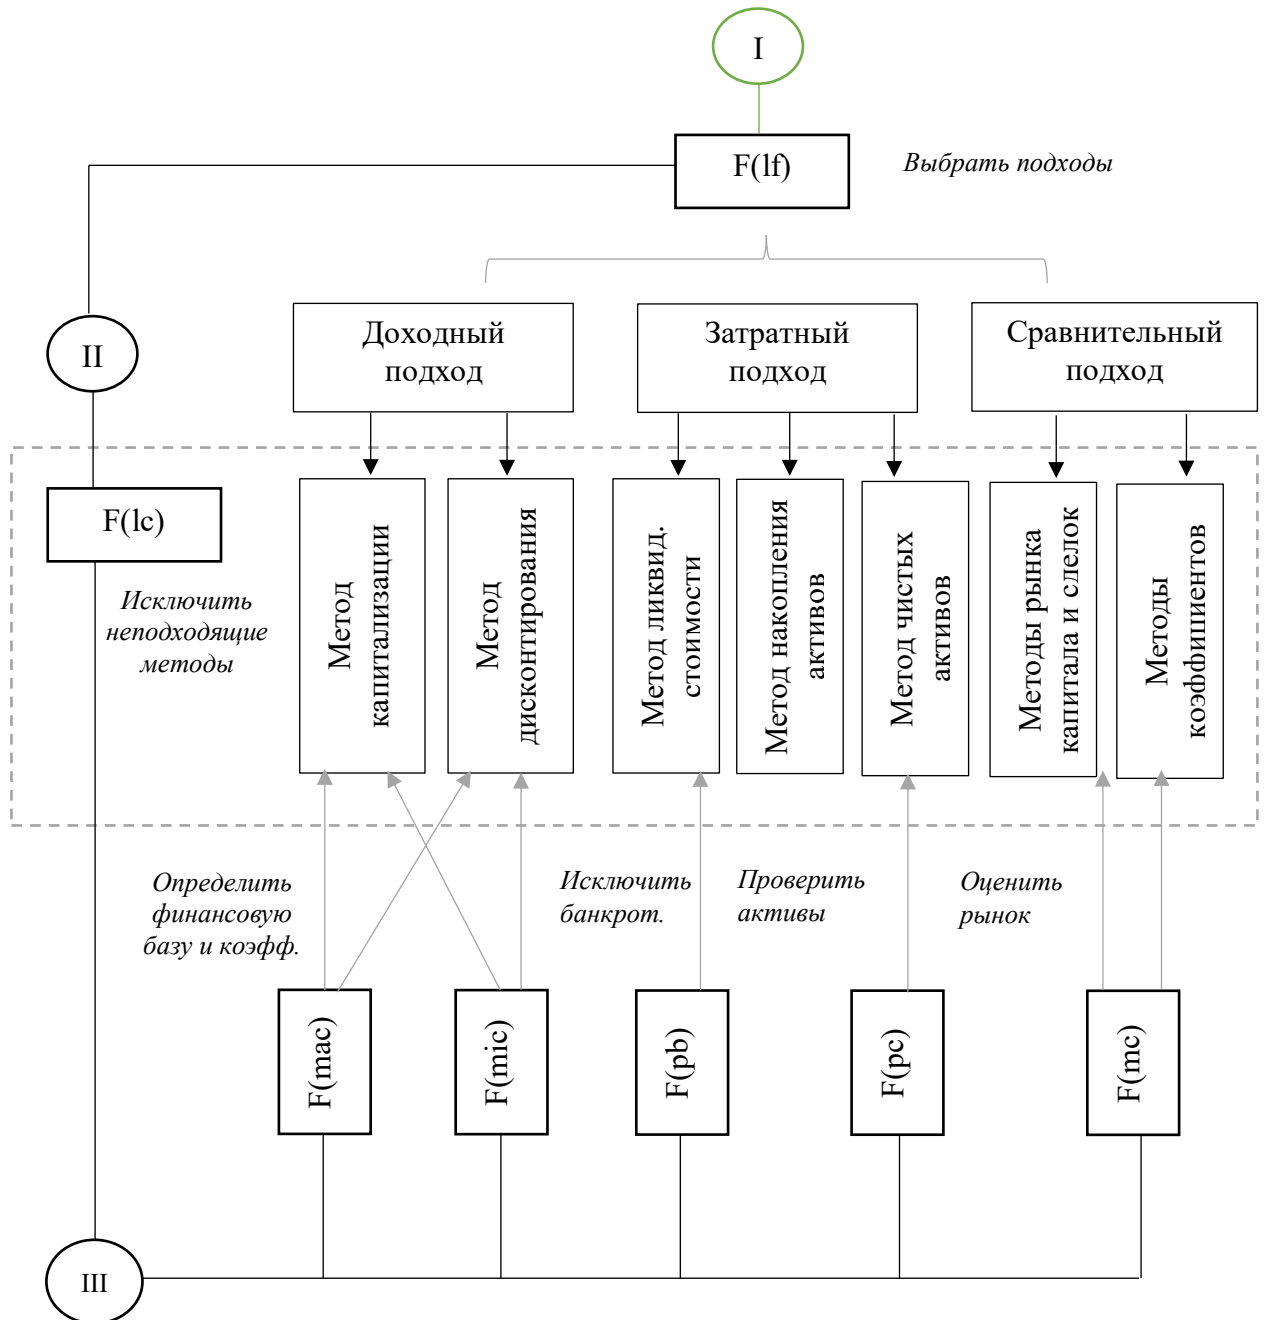 I
F(lf)
Выбрать подходы
II
Доходный
подход
Затратный
подход
Сравнительный
подход
F(lc)
Исключить
неподходящие
методы
Метод
капитализации
Метод
дисконтирования
Метод ликвид.
стоимости
Метод накопления
активов
Метод чистых
активов
Методы рынка
капитала и сделок
Методы
коэффипиентов
Определить
финансовую
базу и коэфф.
Исключить
банкрот.
Проверить
активы
Оценить
рынок
F(mac)
F(mic)
F(pb)
F(pc)
F(mc)
III